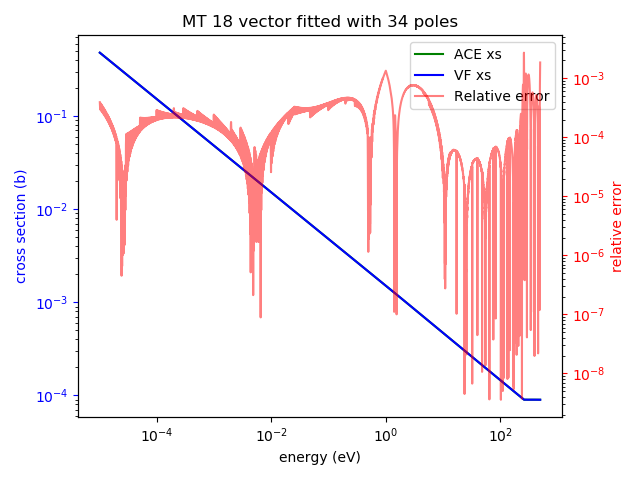 MT 18 vector fitted with 34 poles
ACE xs
VF xs
Relative error
cross section (b)
10⁻¹
10⁻²
10⁻³
10⁻⁴
relative error
10⁻³
10⁻⁴
10⁻⁵
10⁻⁶
10⁻⁷
10⁻⁸
10⁻⁴
10⁻²
10⁰
10²
energy (eV)